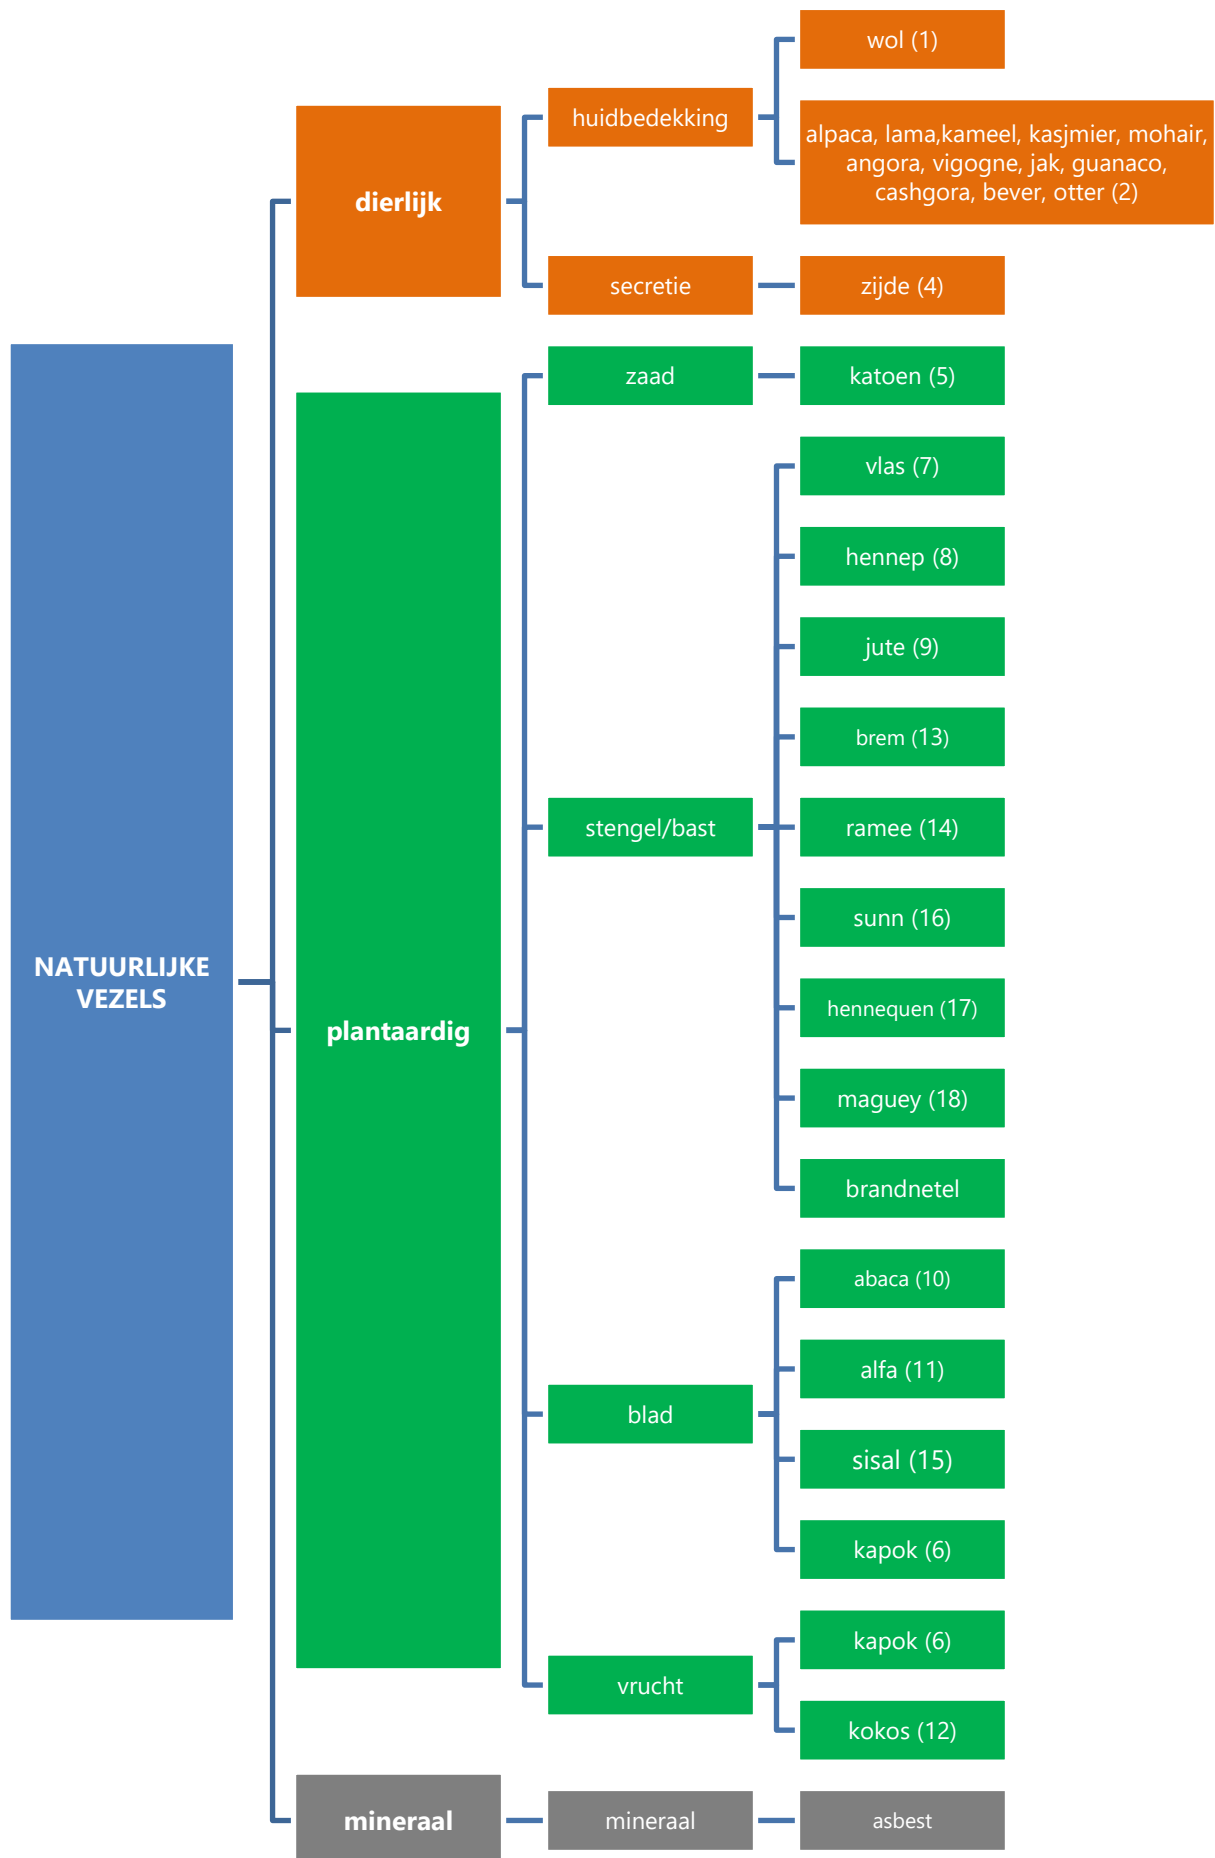 wol (1)
huidbedekking
alpaca, lama,kameel, kasjmier, mohair,
angora, vigogne, jak, guanaco,
cashgora, bever, otter (2)
dierlijk
secretie
zijde (4)
zaad
katoen (5)
vlas (7)
hennep (8)
jute (9)
brem (13)
stengel/bast
ramee (14)
sunn (16)
NATUURLIJKE
VEZELS
hennequen (17)
plantaardig
maguey (18)
brandnetel
abaca (10)
alfa (11)
blad
sisal (15)
kapok (6)
kapok (6)
vrucht
kokos (12)
mineraal
mineraal
asbest